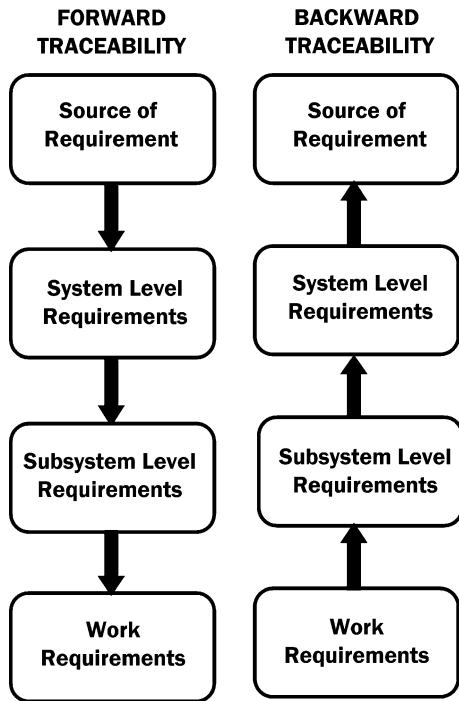 FORWARD
TRACEABILITY
Source of
Requirement
System Level
Requirements
Subsystem Level
Requirements
Work
Requirements
BACKWARD
TRACEABILITY
Source of
Requirement
System Level
Requirements
Subsystem Level
Requirements
Work
Requirements